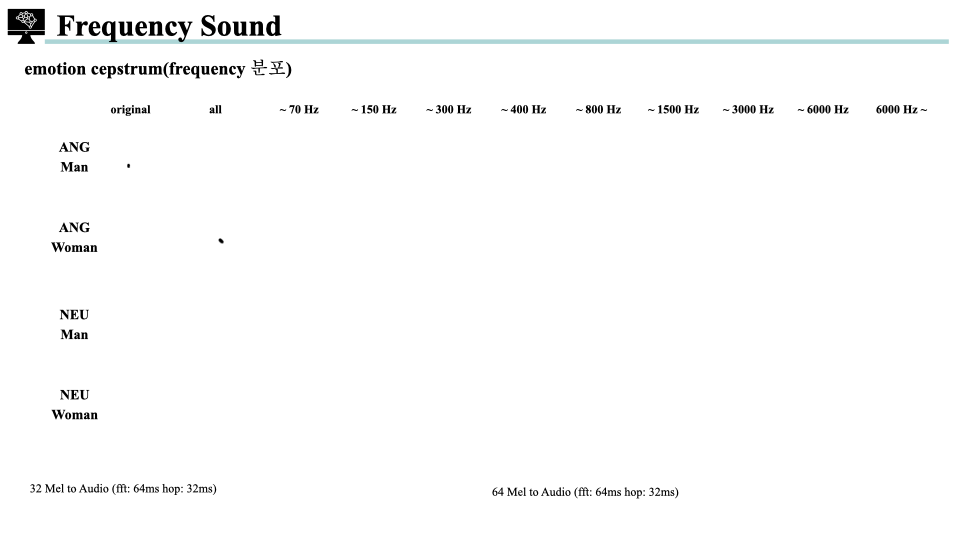 Frequency Sound
emotion cepstrum(frequency 분포)
original all ~ 70 Hz ~ 150 Hz ~ 300 Hz ~ 400 Hz ~ 800 Hz ~ 1500 Hz ~ 3000 Hz ~ 6000 Hz 6000 Hz ~
ANG
Man
ANG
Woman
NEU
Man
NEU
Woman
32 Mel to Audio (fft: 64ms hop: 32ms)
64 Mel to Audio (fft: 64ms hop: 32ms)